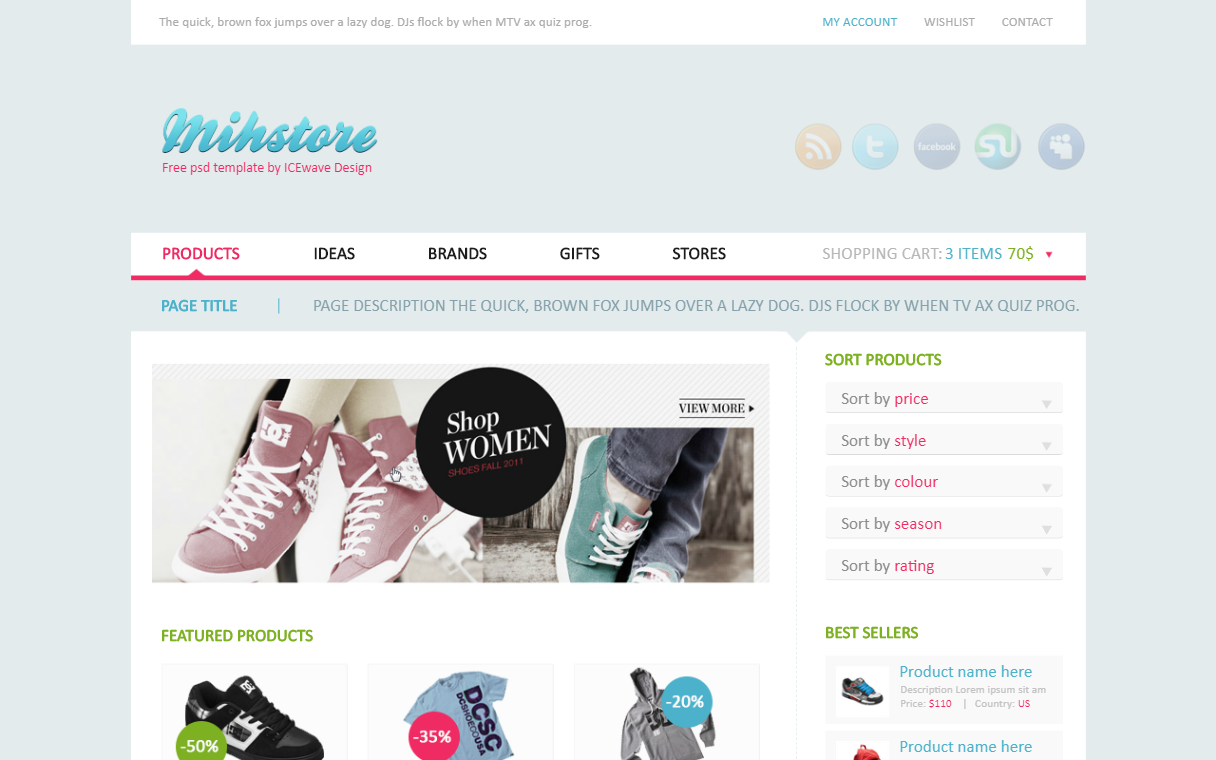 The quick, brown fox jumps over a lazy dog. DJs flock by when MTV ax quiz prog.
MY ACCOUNT WISHLIST CONTACT
Mihstore
Free psd template by ICEwave Design
facebook
PRODUCTS IDEAS BRANDS GIFTS STORES SHOPPING CART: 3 ITEMS 70$
PAGE TITLE | PAGE DESCRIPTION THE QUICK, BROWN FOX JUMPS OVER A LAZY DOG. DJS FLOCK BY WHEN TV AX QUIZ PROG.
Shop
WOMEN
SHOES FALL 2011
VIEW MORE
SORT PRODUCTS
Sort by price
Sort by style
Sort by colour
Sort by season
Sort by rating
FEATURED PRODUCTS
-50%
DCSC
DCSHOECOUSA
-35%
-20%
BEST SELLERS
Product name here
Description Lorem ipsum sit am
Price: $110 | Country: US
Product name here